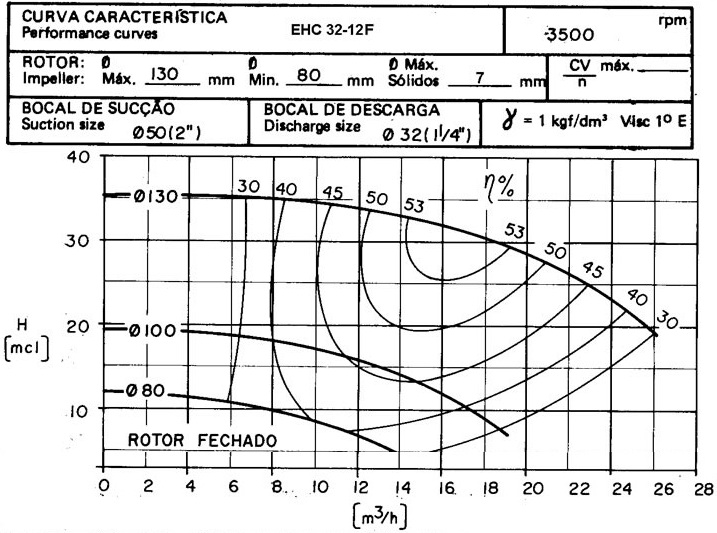 CURVA CARACTERÍSTICA
Performance curves
EHC 32-12F
3500
rpm
ROTOR: Ø Ø Ø Máx.
Impeller: Máx. 130 mm Min. 80 mm Sólidos 7 mm
CV máx.
n
BOCAL DE SUCÇÃO
Suction size Ø50(2")
BOCAL DE DESCARGA
Discharge size Ø 32(1 1/4")
γ = 1 kgf/dm³ Visc 1º E
40
30
20
10
0
H
[mcl]
Ø130
Ø100
Ø80
30 40 45 50 53
η%
53 50 45 40 30
ROTOR FECHADO
0 2 4 6 8 10 12 14 16 18 20 22 24 26 28
[m³/h]